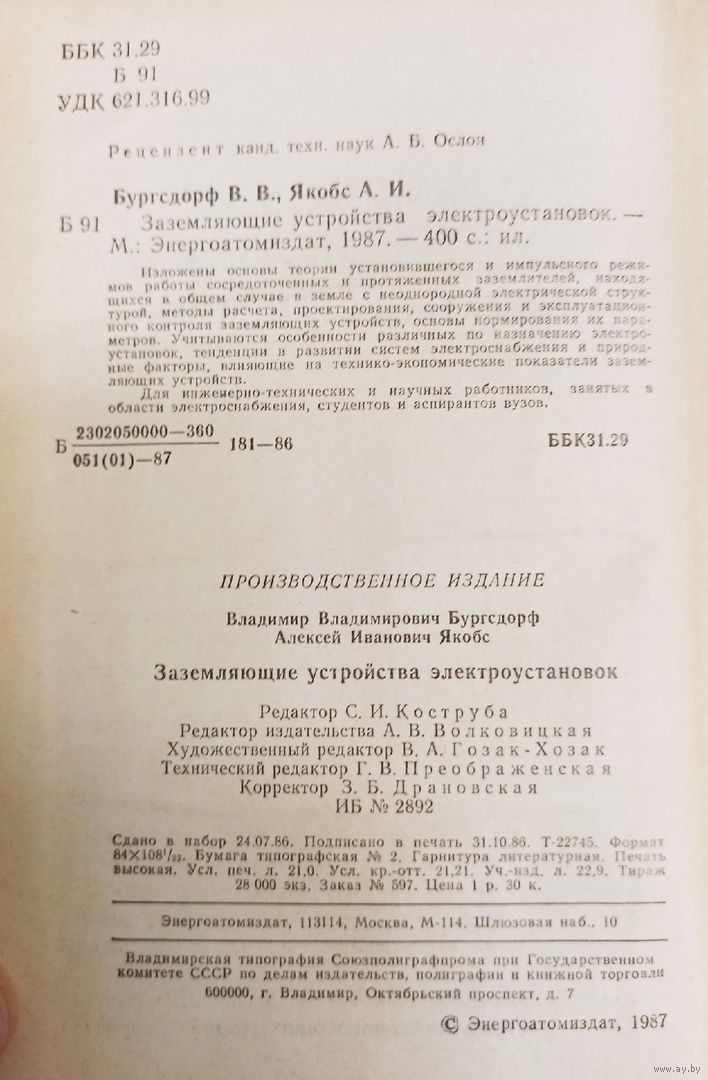 ББК 31.29
Б 91
УДК 621.316.99
Рецензент канд. техн. наук А. Б. Ослон
Бургсдорф В. В., Якобс А. И.
Б 91 Заземляющие устройства электроустановок. —
М.: Энергоатомиздат, 1987. — 400 с.: ил.
Изложены основы теории установившегося и импульсного режи-
мов работы сосредоточенных и протяженных заземлителей, находя-
щихся в общем случае в земле с неоднородной электрической струк-
турой, методы расчета, проектирования, сооружения и эксплуатацион-
ного контроля заземляющих устройств, основы нормирования их пара-
метров. Учитываются особенности различных по назначению электро-
установок, тенденции в развитии систем электроснабжения и природ-
ные факторы, влияющие на технико-экономические показатели зазем-
ляющих устройств.
Для инженерно-технических и научных работников, занятых в
области электроснабжения, студентов и аспирантов вузов.
Б 2302050000—360
051(01)—87
181—86
ББК31.29
ПРОИЗВОДСТВЕННОЕ ИЗДАНИЕ
Владимир Владимирович Бургсдорф
Алексей Иванович Якобс
Заземляющие устройства электроустановок
Редактор С. И. Коструба
Редактор издательства А. В. Волковицкая
Художественный редактор В. А. Гозак-Хозак
Технический редактор Г. В. Преображенская
Корректор З. Б. Драновская
ИБ № 2892
Сдано в набор 24.07.86. Подписано в печать 31.10.86. Т-22745. Формат
84×108¹/₃₂. Бумага типографская № 2. Гарнитура литературная. Печать
высокая. Усл. печ. л. 21,0. Усл. кр.-отт. 21,21. Уч.-изд. л. 22,9. Тираж
28 000 экз. Заказ № 597. Цена 1 р. 30 к.
Энергоатомиздат, 113114, Москва, М-114, Шлюзовая наб., 10
Владимирская типография Союзполиграфпрома при Государственном
комитете СССР по делам издательств, полиграфии и книжной торговли
600000, г. Владимир, Октябрьский проспект, д. 7
© Энергоатомиздат, 1987
www.ay.by